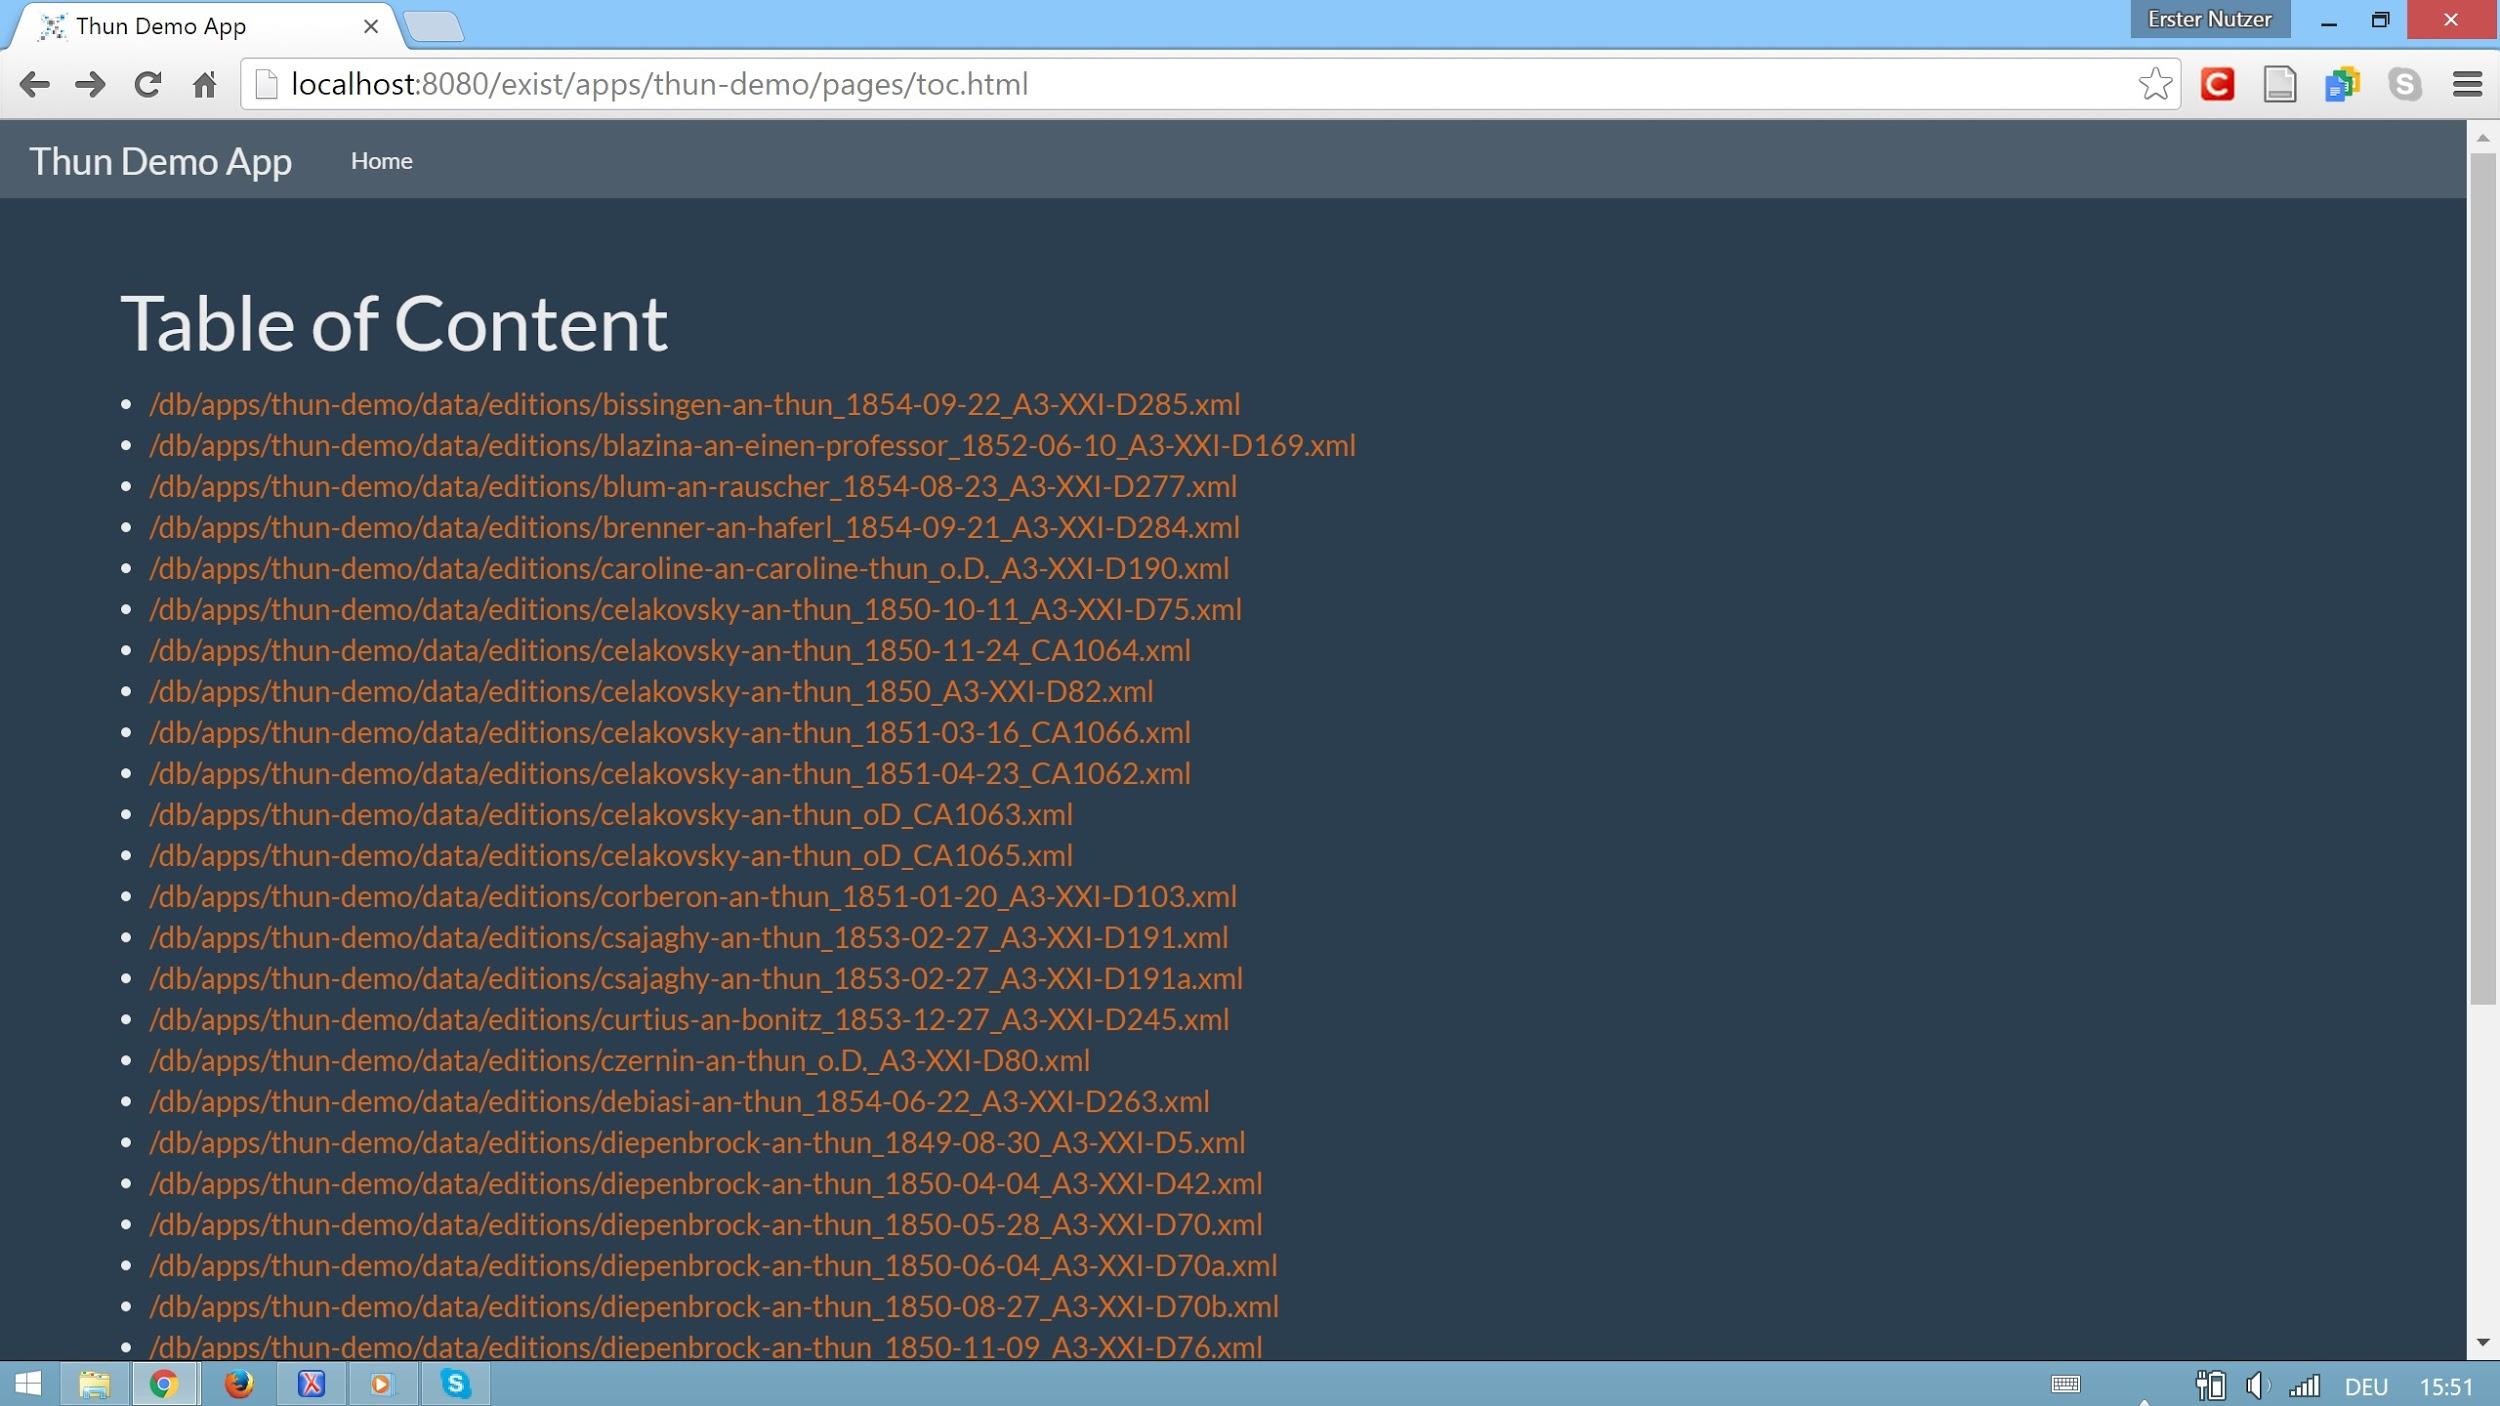 Thun Demo App
Erster Nutzer
localhost:8080/exist/apps/thun-demo/pages/toc.html
Thun Demo App Home
Table of Content
/db/apps/thun-demo/data/editions/bissingen-an-thun_1854-09-22_A3-XXI-D285.xml
/db/apps/thun-demo/data/editions/blazina-an-einen-professor_1852-06-10_A3-XXI-D169.xml
/db/apps/thun-demo/data/editions/blum-an-rauscher_1854-08-23_A3-XXI-D277.xml
/db/apps/thun-demo/data/editions/brenner-an-haferl_1854-09-21_A3-XXI-D284.xml
/db/apps/thun-demo/data/editions/caroline-an-caroline-thun_o.D._A3-XXI-D190.xml
/db/apps/thun-demo/data/editions/celakovsky-an-thun_1850-10-11_A3-XXI-D75.xml
/db/apps/thun-demo/data/editions/celakovsky-an-thun_1850-11-24_CA1064.xml
/db/apps/thun-demo/data/editions/celakovsky-an-thun_1850_A3-XXI-D82.xml
/db/apps/thun-demo/data/editions/celakovsky-an-thun_1851-03-16_CA1066.xml
/db/apps/thun-demo/data/editions/celakovsky-an-thun_1851-04-23_CA1062.xml
/db/apps/thun-demo/data/editions/celakovsky-an-thun_oD_CA1063.xml
/db/apps/thun-demo/data/editions/celakovsky-an-thun_oD_CA1065.xml
/db/apps/thun-demo/data/editions/corberon-an-thun_1851-01-20_A3-XXI-D103.xml
/db/apps/thun-demo/data/editions/csajaghy-an-thun_1853-02-27_A3-XXI-D191.xml
/db/apps/thun-demo/data/editions/csajaghy-an-thun_1853-02-27_A3-XXI-D191a.xml
/db/apps/thun-demo/data/editions/curtius-an-bonitz_1853-12-27_A3-XXI-D245.xml
/db/apps/thun-demo/data/editions/czernin-an-thun_o.D._A3-XXI-D80.xml
/db/apps/thun-demo/data/editions/debiasi-an-thun_1854-06-22_A3-XXI-D263.xml
/db/apps/thun-demo/data/editions/diepenbrock-an-thun_1849-08-30_A3-XXI-D5.xml
/db/apps/thun-demo/data/editions/diepenbrock-an-thun_1850-04-04_A3-XXI-D42.xml
/db/apps/thun-demo/data/editions/diepenbrock-an-thun_1850-05-28_A3-XXI-D70.xml
/db/apps/thun-demo/data/editions/diepenbrock-an-thun_1850-06-04_A3-XXI-D70a.xml
/db/apps/thun-demo/data/editions/diepenbrock-an-thun_1850-08-27_A3-XXI-D70b.xml
/db/apps/thun-demo/data/editions/diepenbrock-an-thun_1850-11-09_A3-XXI-D76.xml
DEU 15:51